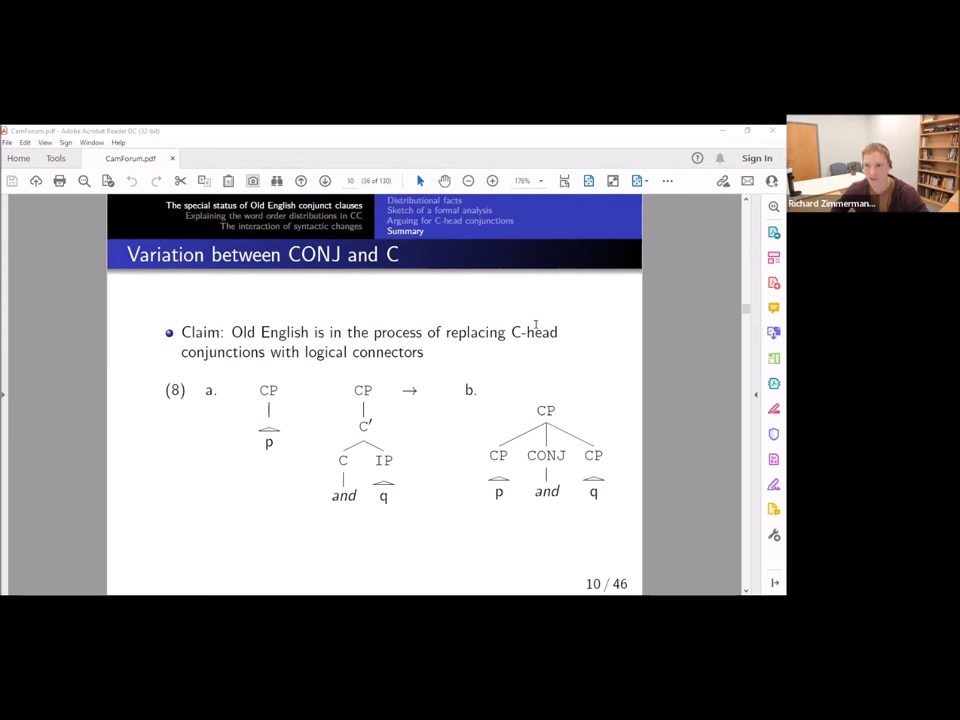 CamForum.pdf - Adobe Acrobat Reader DC (32-bit)
File Edit View Sign Window Help
Home Tools CamForum.pdf × Sign In
10 (36 of 130) 176%
The special status of Old English conjunct clauses
Explaining the word order distributions in CC
The interaction of syntactic changes
Distributional facts
Sketch of a formal analysis
Arguing for C-head conjunctions
Summary
Variation between CONJ and C
Claim: Old English is in the process of replacing C-head
conjunctions with logical connectors
(8) a. CP CP → b.
CP
p C′
C IP CP CONJ CP
and q p and q
10 / 46
Richard Zimmerman...